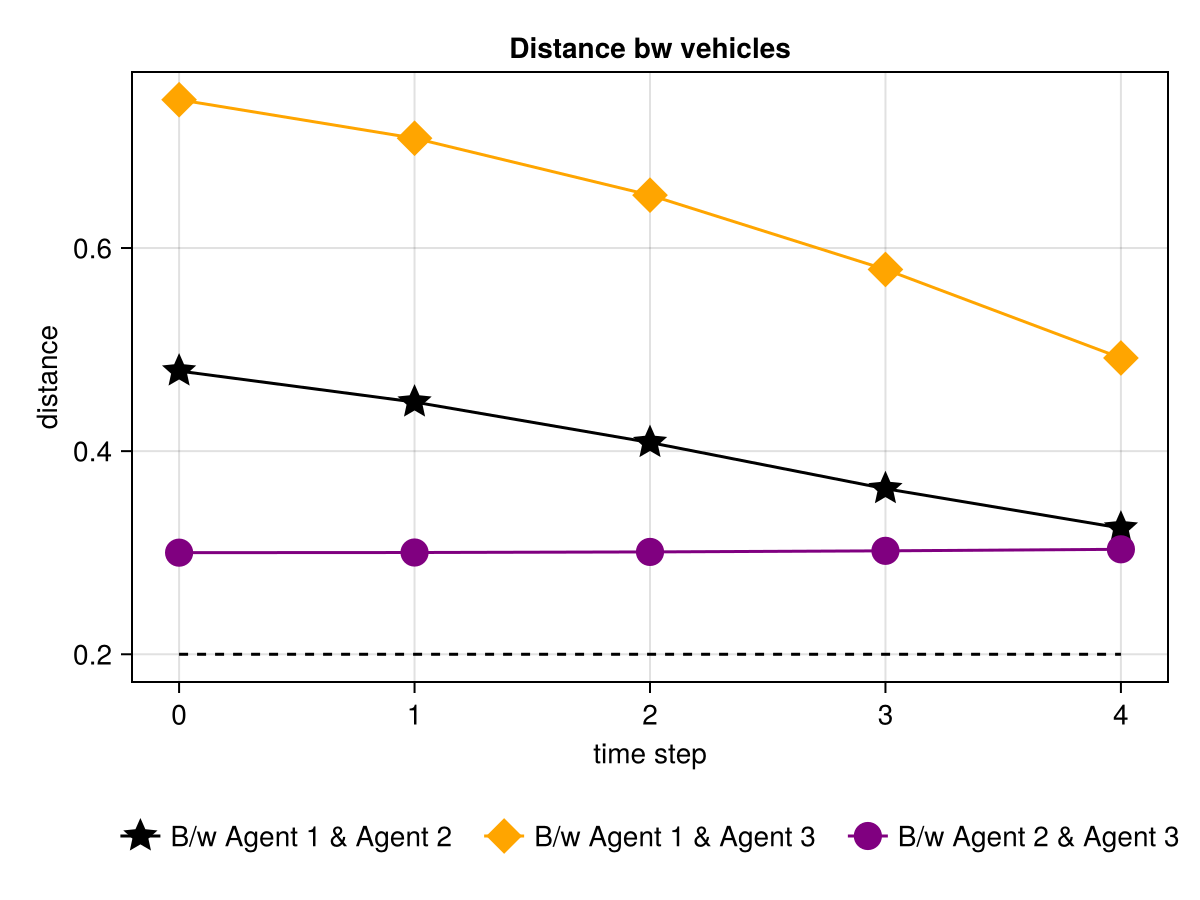 Distance bw vehicles
distance
0.6
0.4
0.2
0 1 2 3 4
time step
B/w Agent 1 & Agent 2 B/w Agent 1 & Agent 3 B/w Agent 2 & Agent 3